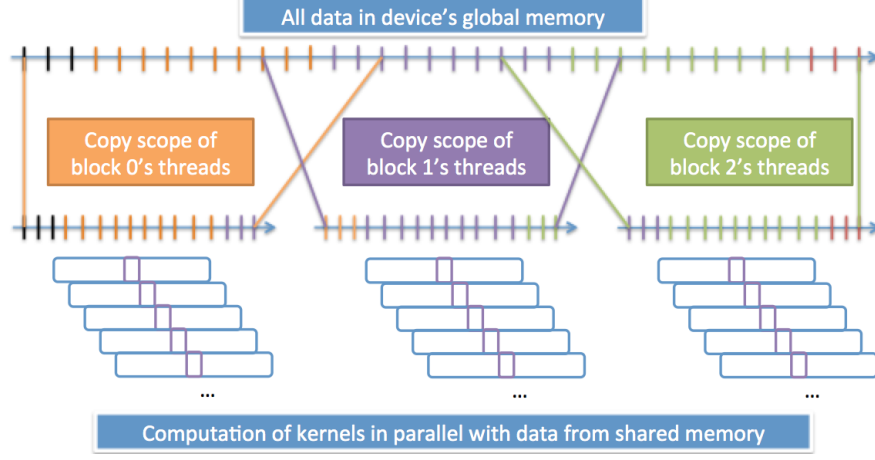 All data in device's global memory
Copy scope of
block 0's threads
Copy scope of
block 1's threads
Copy scope of
block 2's threads
...
...
...
Computation of kernels in parallel with data from shared memory